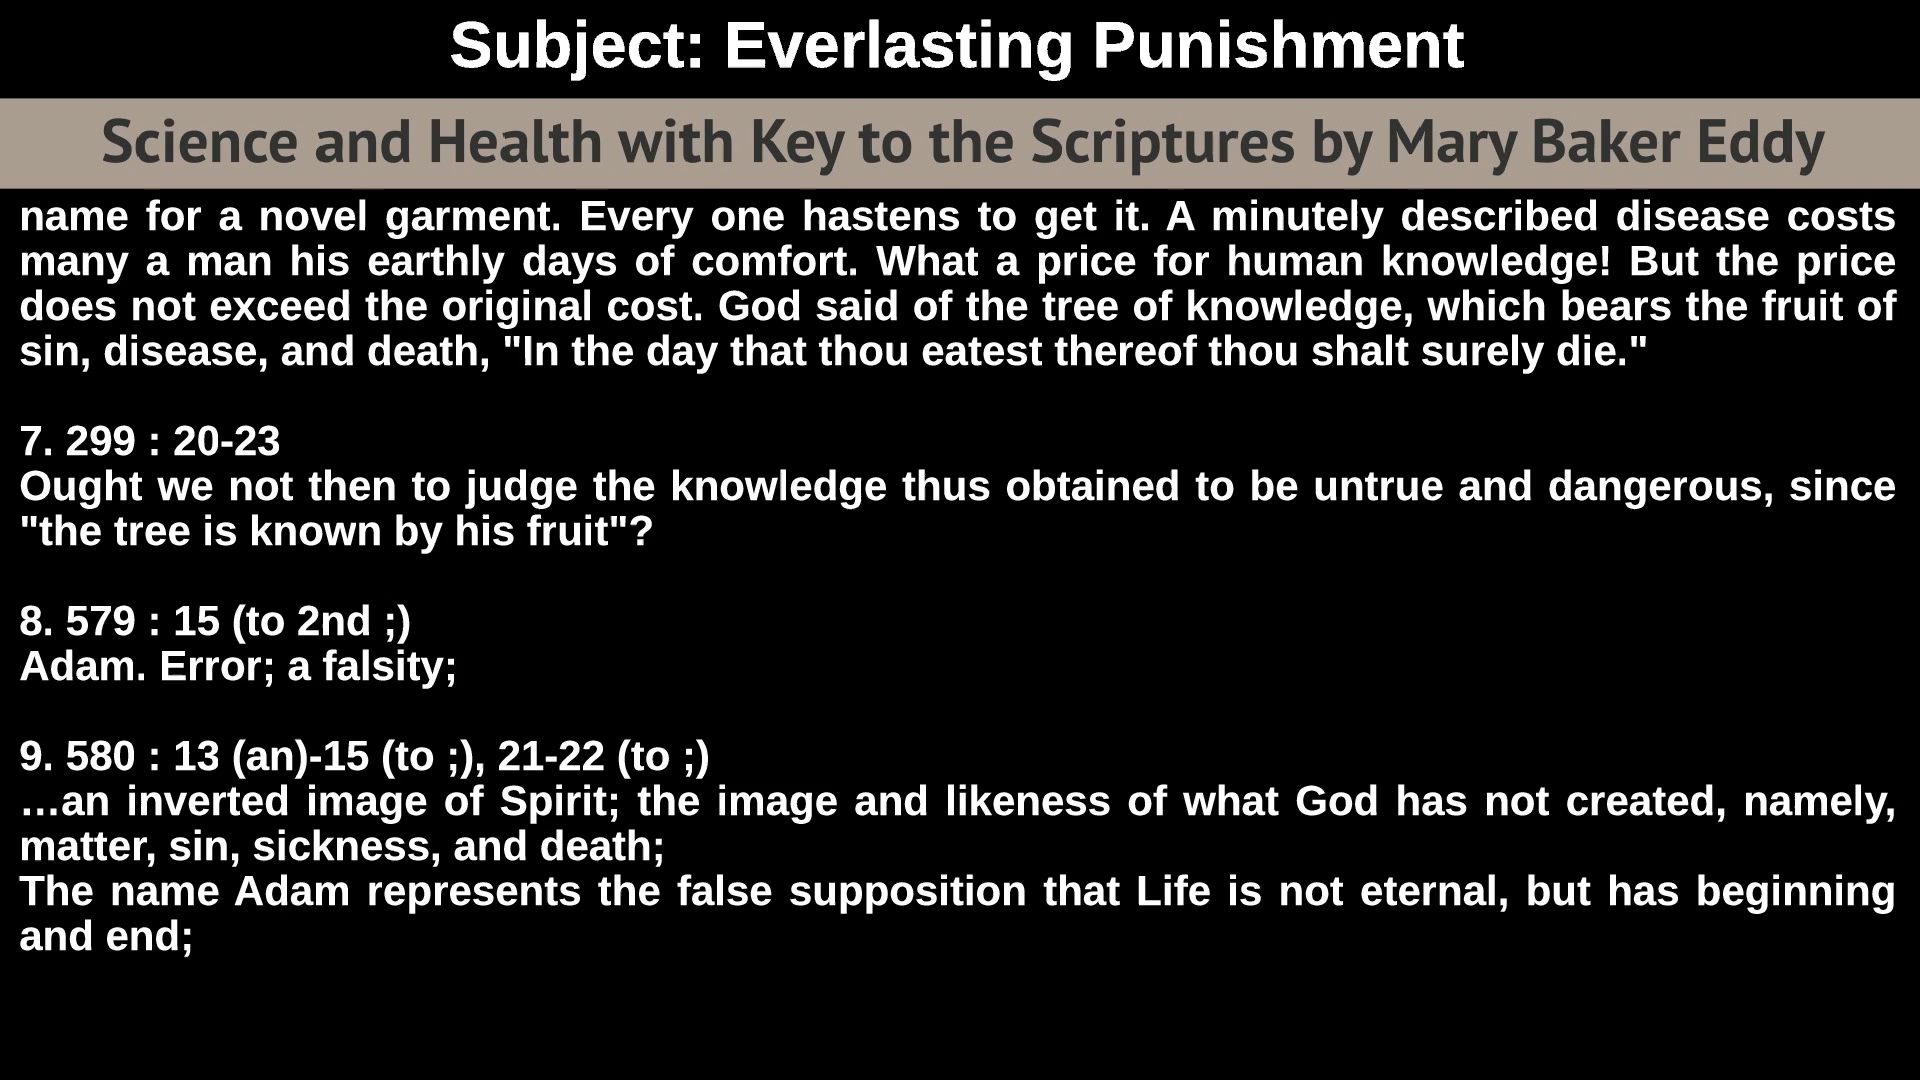 Subject: Everlasting Punishment
Science and Health with Key to the Scriptures by Mary Baker Eddy
name for a novel garment. Every one hastens to get it. A minutely described disease costs
many a man his earthly days of comfort. What a price for human knowledge! But the price
does not exceed the original cost. God said of the tree of knowledge, which bears the fruit of
sin, disease, and death, "In the day that thou eatest thereof thou shalt surely die."
7. 299 : 20-23
Ought we not then to judge the knowledge thus obtained to be untrue and dangerous, since
"the tree is known by his fruit"?
8. 579 : 15 (to 2nd ;)
Adam. Error; a falsity;
9. 580 : 13 (an)-15 (to ;), 21-22 (to ;)
…an inverted image of Spirit; the image and likeness of what God has not created, namely,
matter, sin, sickness, and death;
The name Adam represents the false supposition that Life is not eternal, but has beginning
and end;